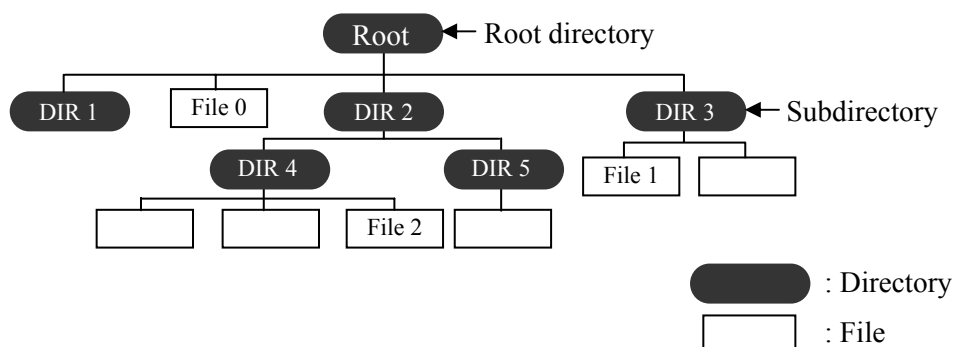 Root
Root directory
DIR 1
File 0
DIR 2
DIR 3
Subdirectory
DIR 4
DIR 5
File 1
File 2
: Directory
: File